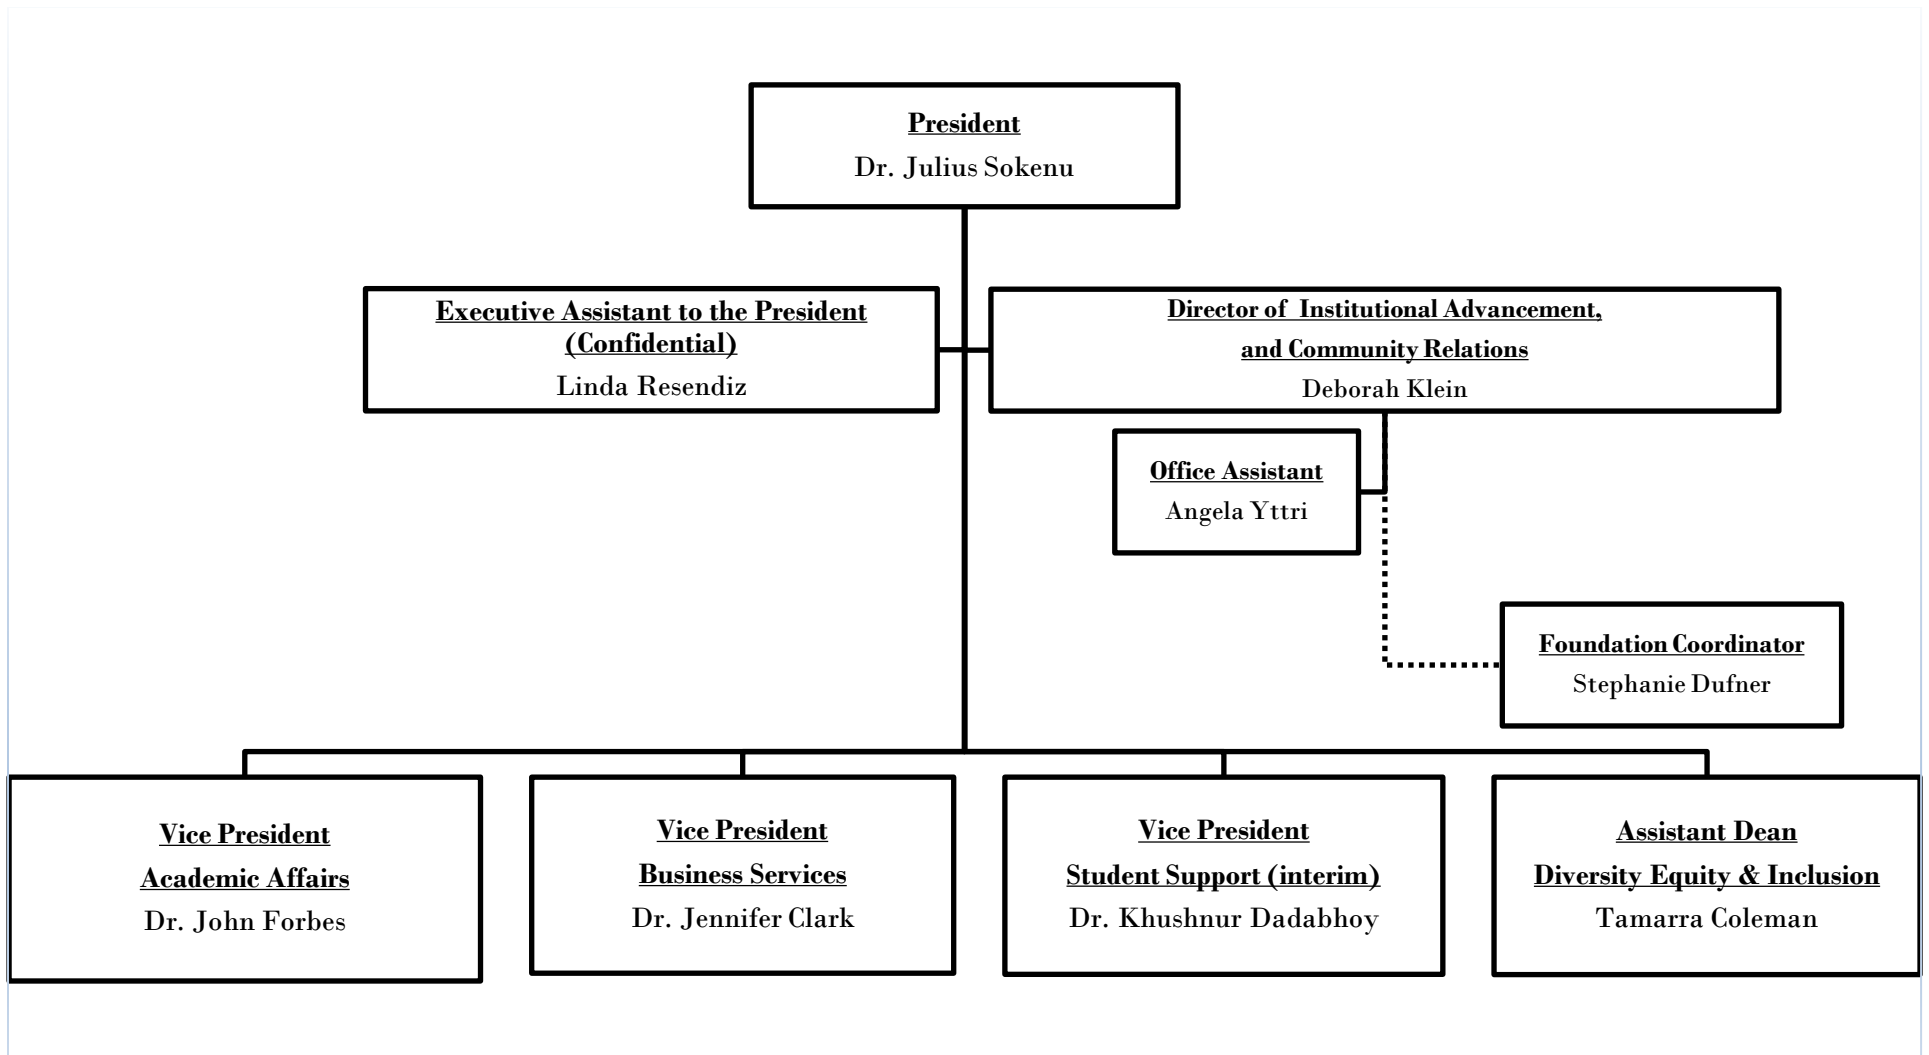 President
Dr. Julius Sokenu
Executive Assistant to the President
(Confidential)
Linda Resendiz
Director of Institutional Advancement,
and Community Relations
Deborah Klein
Office Assistant
Angela Yttri
Foundation Coordinator
Stephanie Dufner
Vice President
Academic Affairs
Dr. John Forbes
Vice President
Business Services
Dr. Jennifer Clark
Vice President
Student Support (interim)
Dr. Khushnur Dadabhoy
Assistant Dean
Diversity Equity & Inclusion
Tamarra Coleman